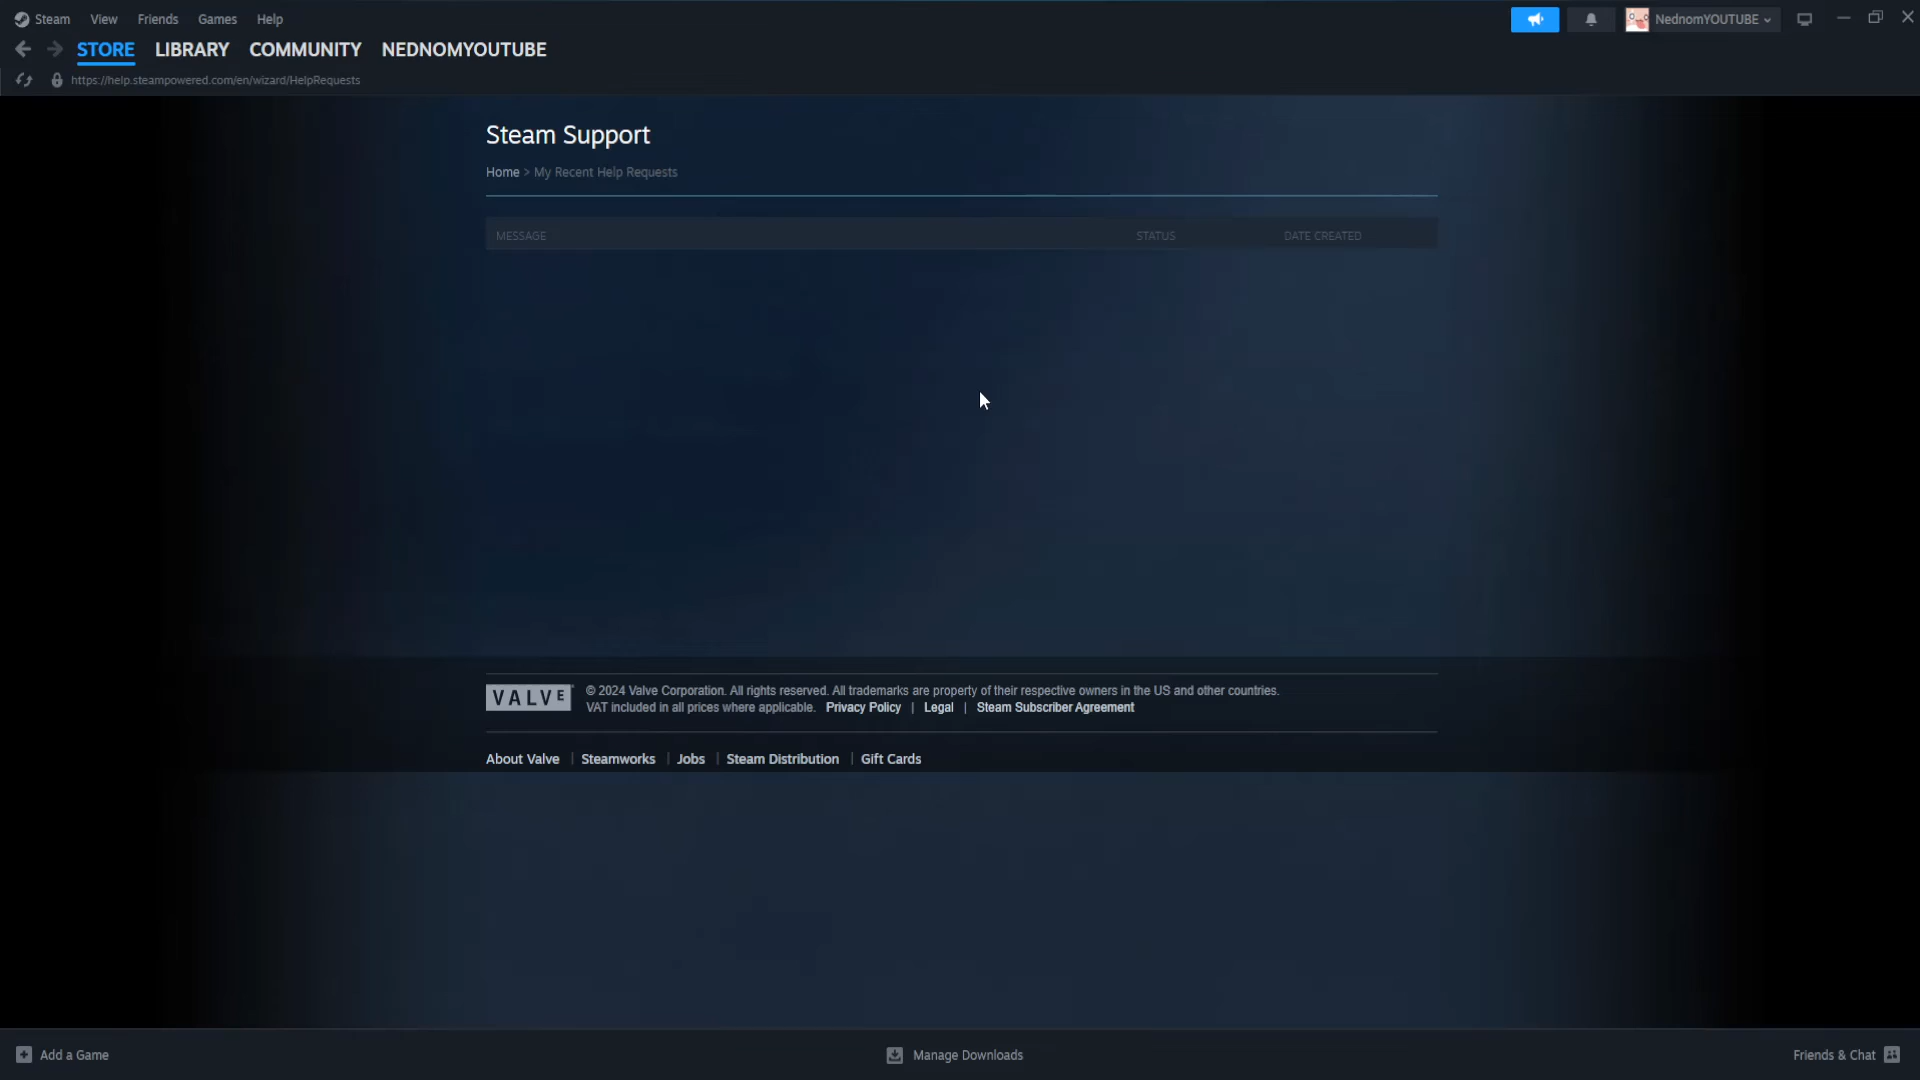 Steam View Friends Games Help
NednomYOUTUBE
STORE LIBRARY COMMUNITY NEDNOMYOUTUBE
https://help.steampowered.com/en/wizard/HelpRequests
Steam Support
Home > My Recent Help Requests
MESSAGE STATUS DATE CREATED
VALVE
© 2024 Valve Corporation. All rights reserved. All trademarks are property of their respective owners in the US and other countries.
VAT included in all prices where applicable. Privacy Policy | Legal | Steam Subscriber Agreement
About Valve | Steamworks | Jobs | Steam Distribution | Gift Cards
Add a Game
Manage Downloads
Friends & Chat